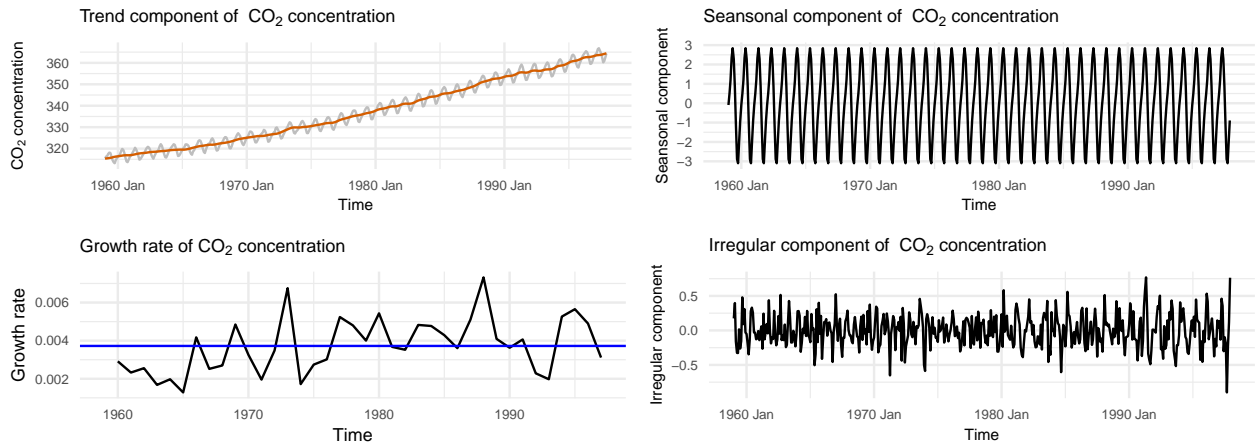 Trend component of CO₂ concentration
CO₂ concentration
360
350
340
330
320
1960 Jan
1970 Jan
1980 Jan
1990 Jan
Time
Seansonal component of CO₂ concentration
Seansonal component
3
2
0
−1
−2
−3
1960 Jan
1970 Jan
1980 Jan
1990 Jan
Time
Growth rate of CO₂ concentration
Growth rate
0.006
0.004
0.002
1960
1970
1980
1990
Time
Irregular component of CO₂ concentration
Irregular component
0.5
0.0
−0.5
1960 Jan
1970 Jan
1980 Jan
1990 Jan
Time